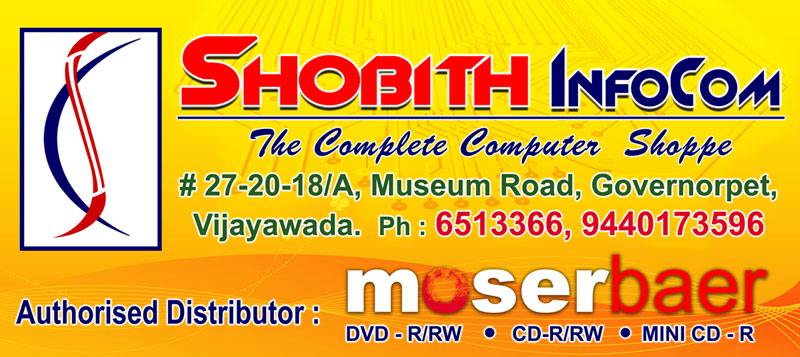 SHOBITH INFOCOM
The Complete Computer Shoppe
# 27-20-18/A, Museum Road, Governorpet,
Vijayawada. Ph : 6513366, 9440173596
Authorised Distributor : moserbaer
DVD - R/RW • CD-R/RW • MINI CD - R